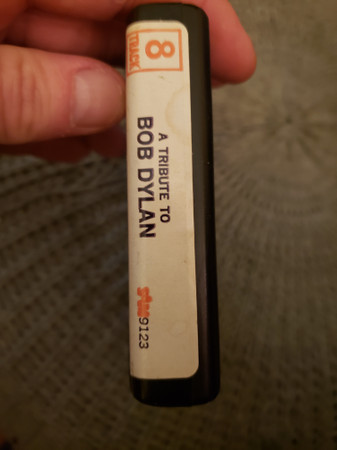 8
TRACK
A TRIBUTE TO
BOB DYLAN
9123